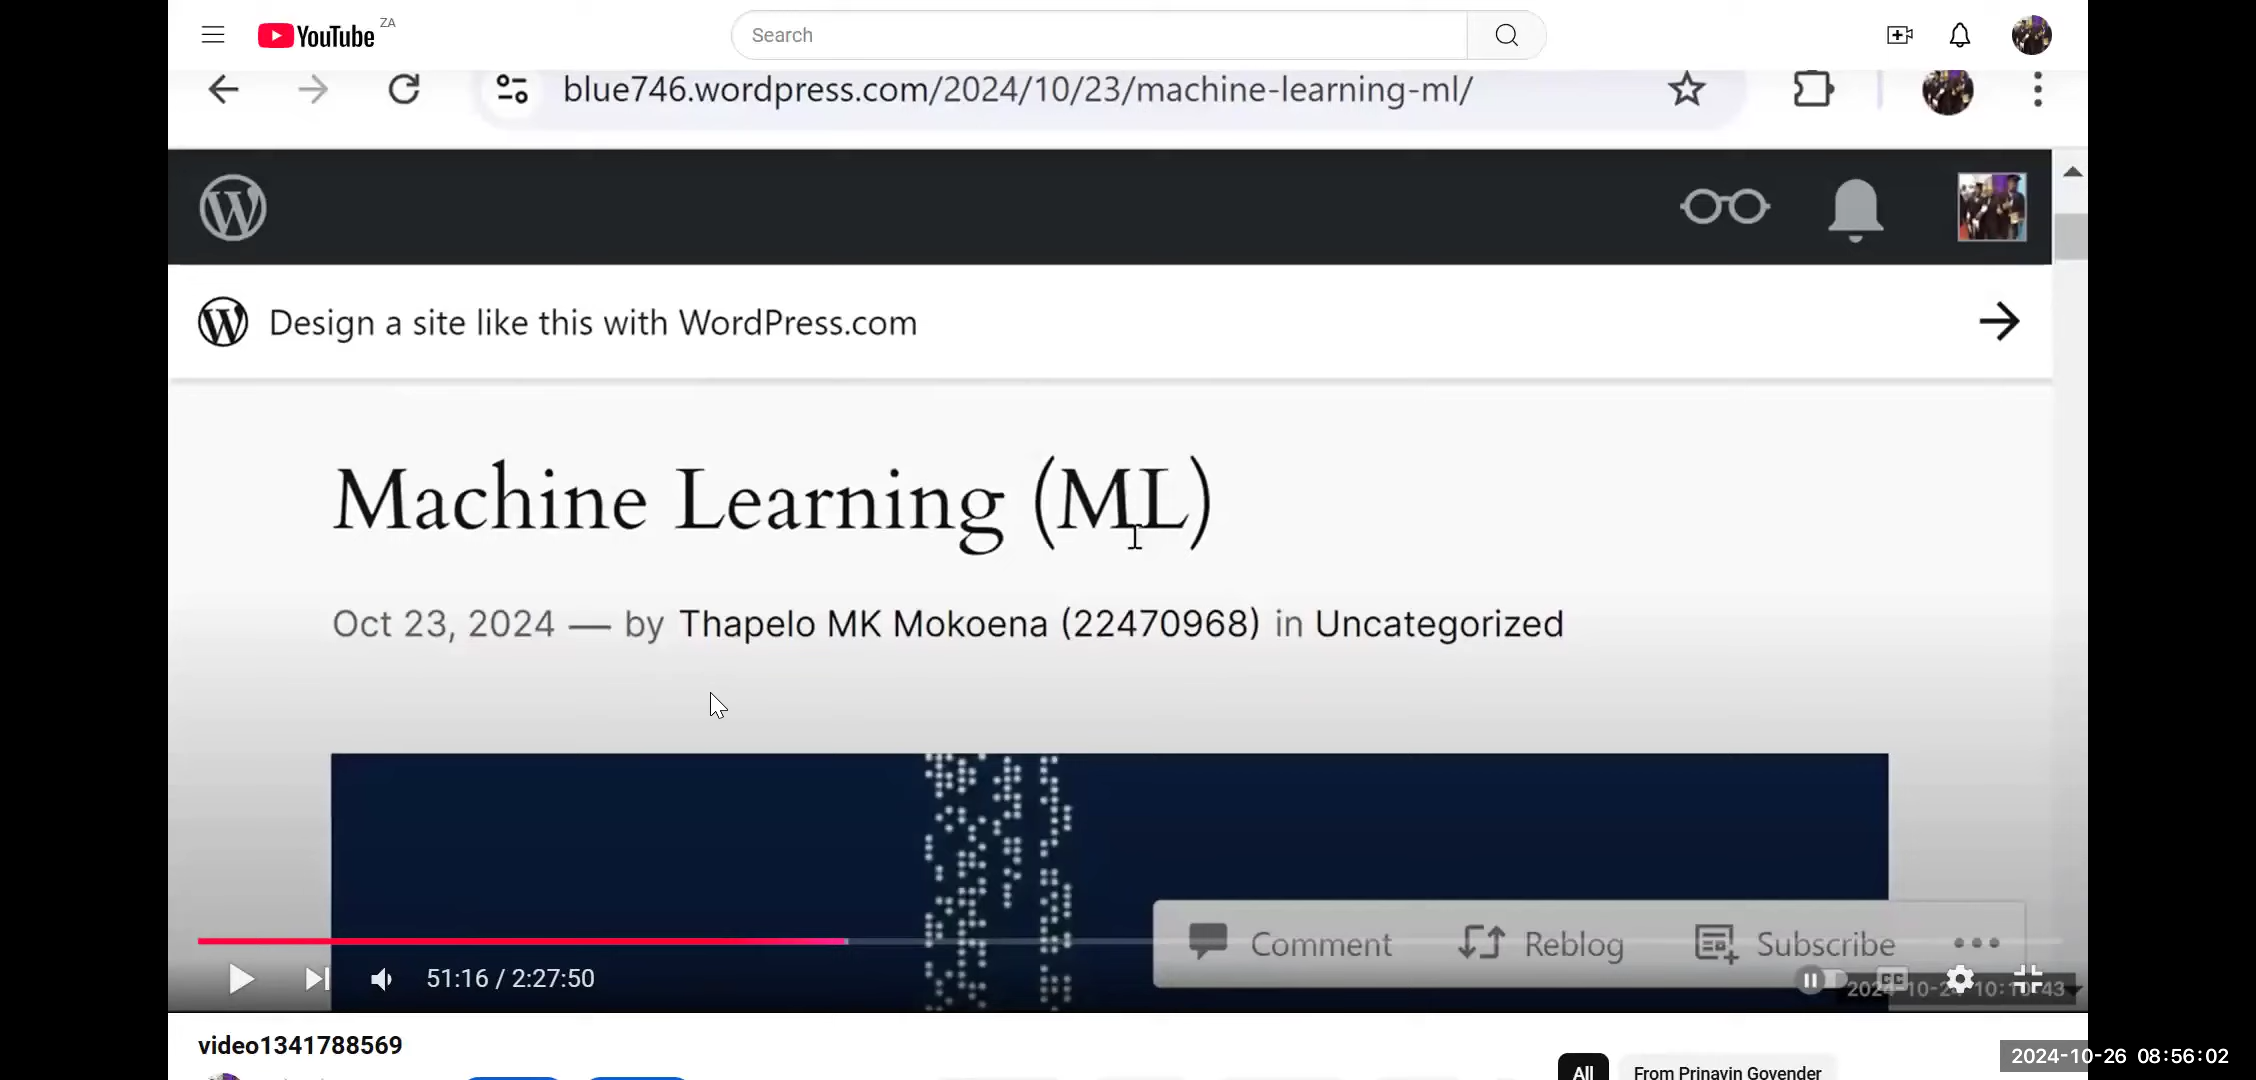 YouTube ZA
Search
blue746.wordpress.com/2024/10/23/machine-learning-ml/
Design a site like this with WordPress.com
Machine Learning (ML)
Oct 23, 2024 — by Thapelo MK Mokoena (22470968) in Uncategorized
Comment Reblog Subscribe
51:16 / 2:27:50
CC
video1341788569
2024-10-26 08:56:02
All From Prinavin Govender